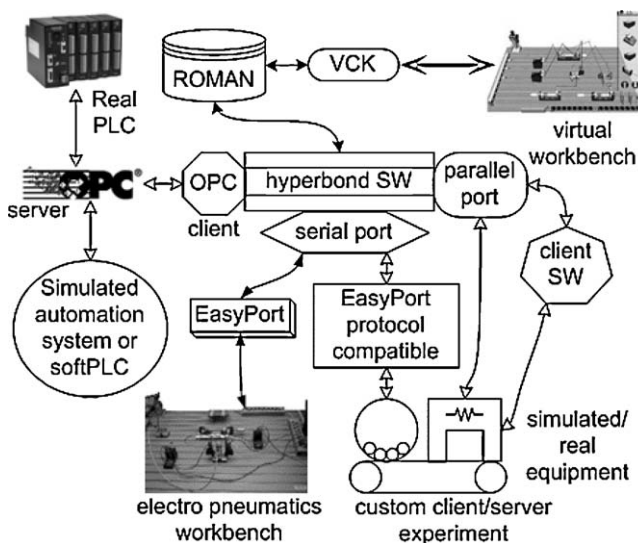 ROMAN
VCK
Real
PLC
virtual
workbench
OPC®
server
OPC
client
hyperbond SW
parallel
port
serial port
client
SW
Simulated
automation
system or
softPLC
EasyPort
EasyPort
protocol
compatible
simulated/
real
equipment
electro pneumatics
workbench
custom client/server
experiment